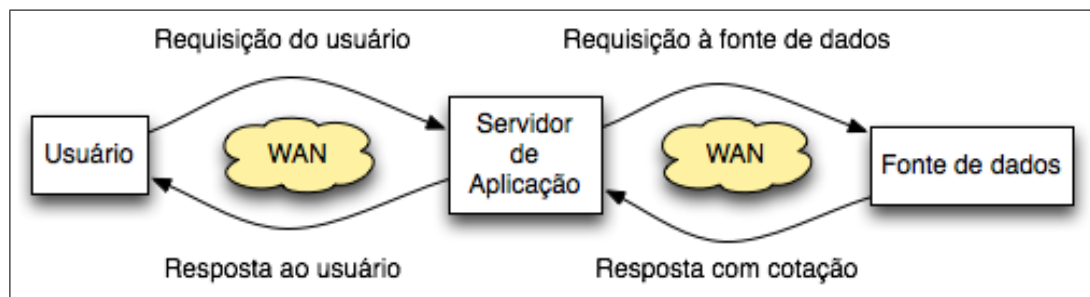 Requisição do usuário
Requisição à fonte de dados
Usuário
WAN
Servidor
de
Aplicação
WAN
Fonte de dados
Resposta ao usuário
Resposta com cotação